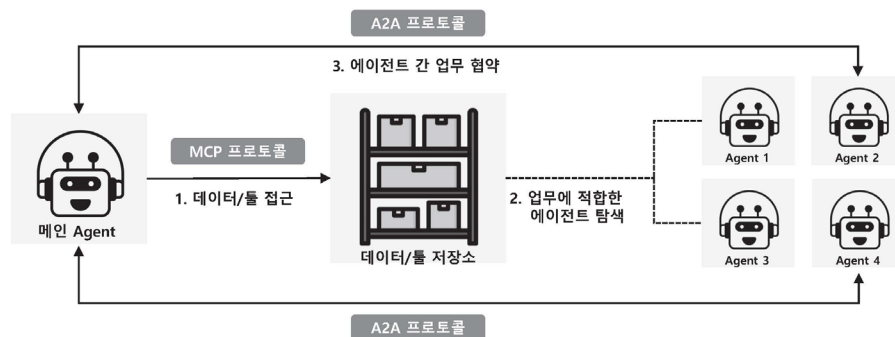 A2A 프로토콜
3. 에이전트 간 업무 협약
MCP 프로토콜
1. 데이터/툴 접근
메인 Agent
데이터/툴 저장소
2. 업무에 적합한
에이전트 탐색
Agent 1
Agent 2
Agent 3
Agent 4
A2A 프로토콜